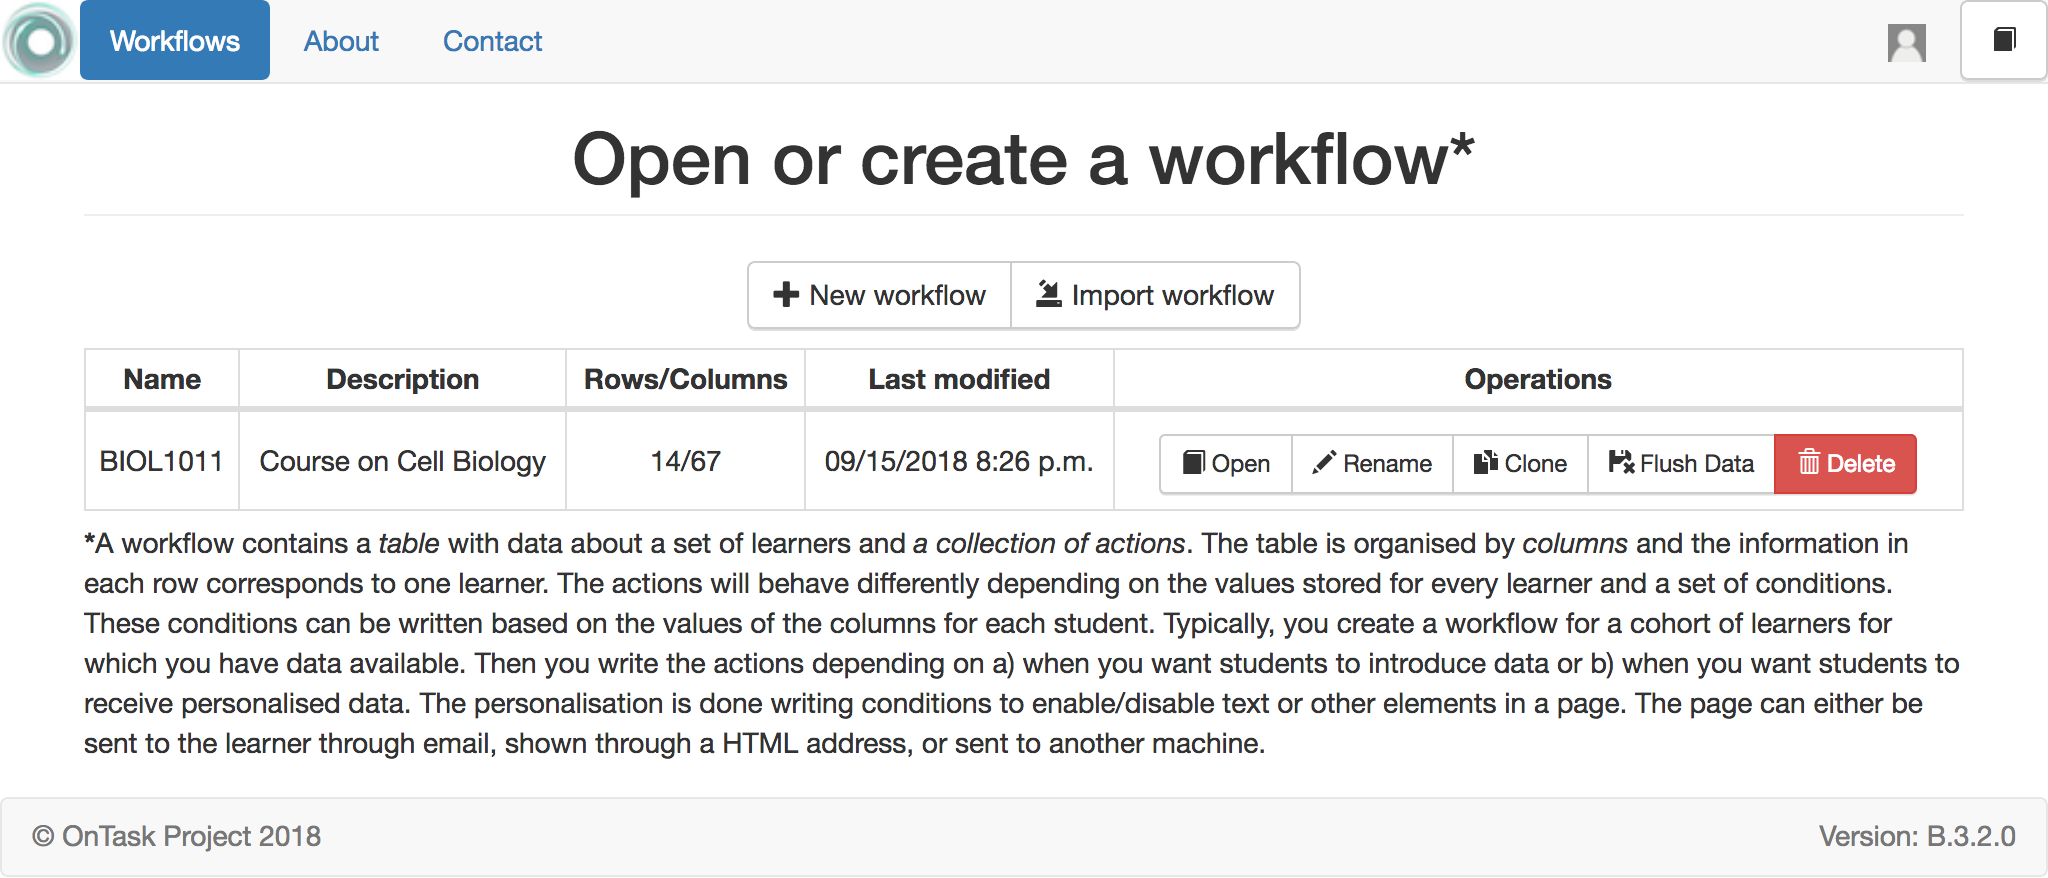 Workflows About Contact
Open or create a workflow*
New workflow Import workflow
Name Description Rows/Columns Last modified Operations
BIOL1011 Course on Cell Biology 14/67 09/15/2018 8:26 p.m. Open Rename Clone Flush Data Delete
*A workflow contains a table with data about a set of learners and a collection of actions. The table is organised by columns and the information in
each row corresponds to one learner. The actions will behave differently depending on the values stored for every learner and a set of conditions.
These conditions can be written based on the values of the columns for each student. Typically, you create a workflow for a cohort of learners for
which you have data available. Then you write the actions depending on a) when you want students to introduce data or b) when you want students to
receive personalised data. The personalisation is done writing conditions to enable/disable text or other elements in a page. The page can either be
sent to the learner through email, shown through a HTML address, or sent to another machine.
© OnTask Project 2018 Version: B.3.2.0